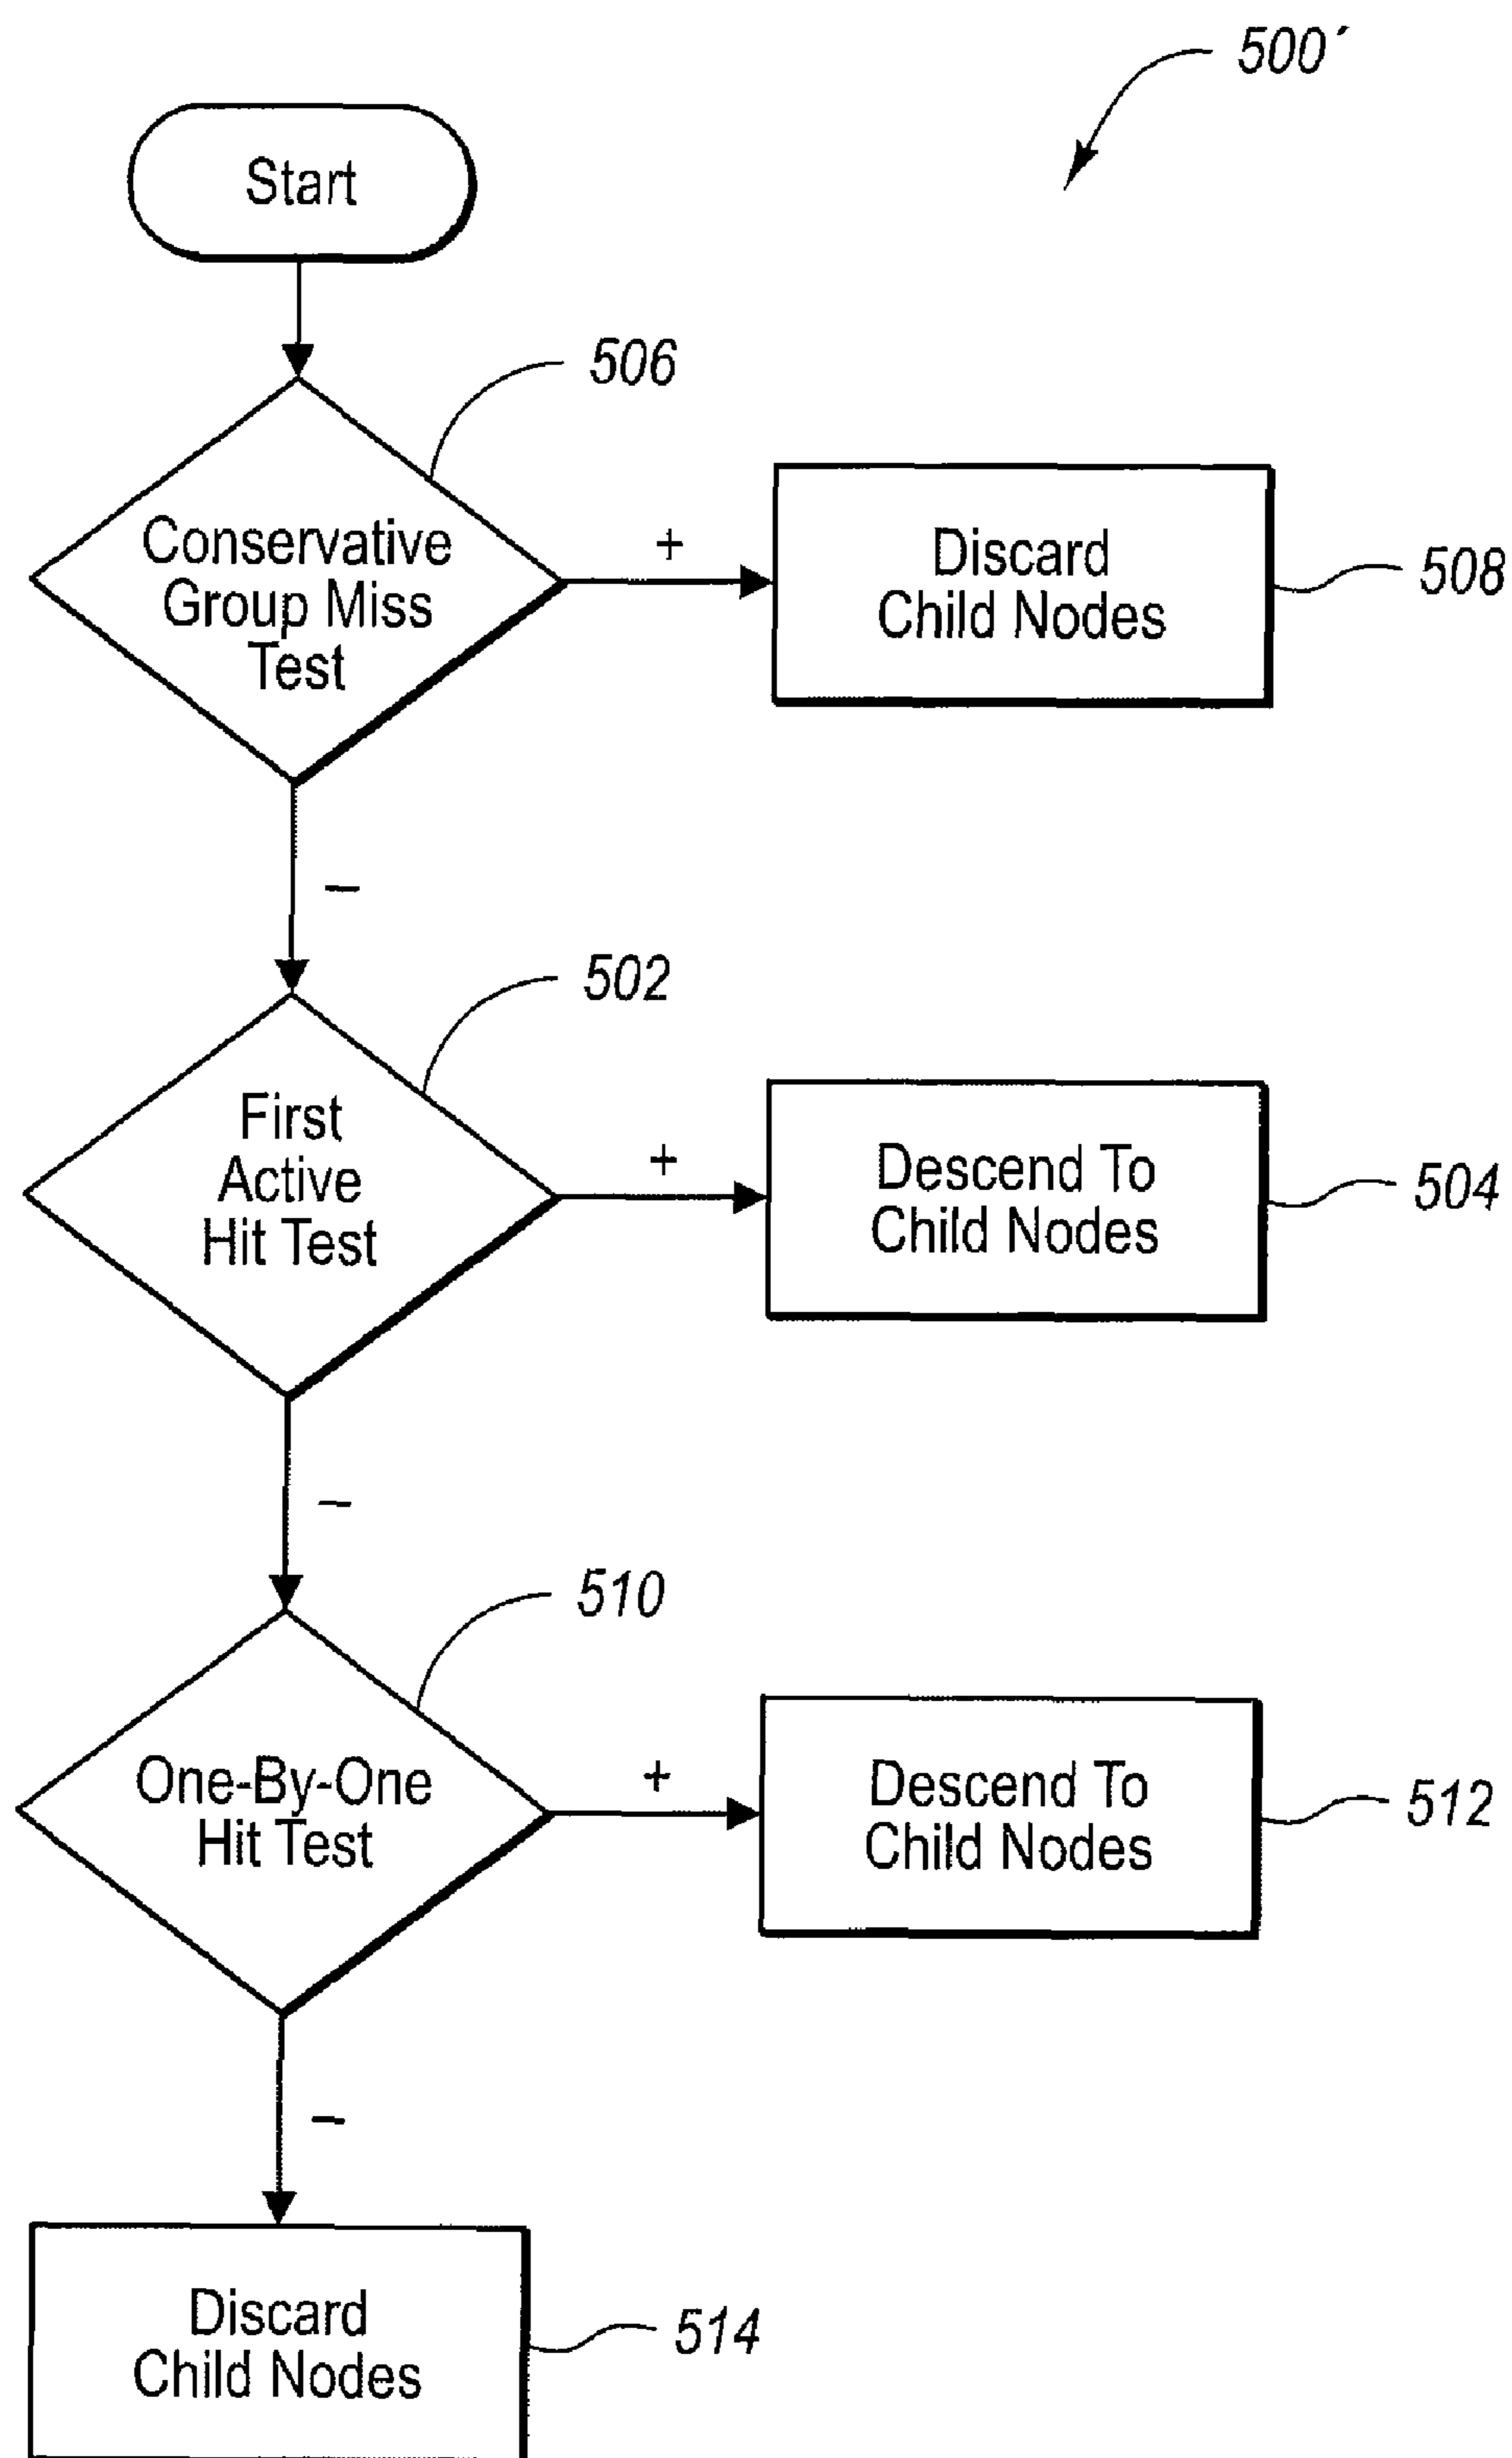 500´
Start
506
Conservative
Group Miss
Test
+
Discard
Child Nodes
508
–
502
First
Active
Hit Test
+
Descend To
Child Nodes
504
–
510
One-By-One
Hit Test
+
Descend To
Child Nodes
512
–
Discard
Child Nodes
514